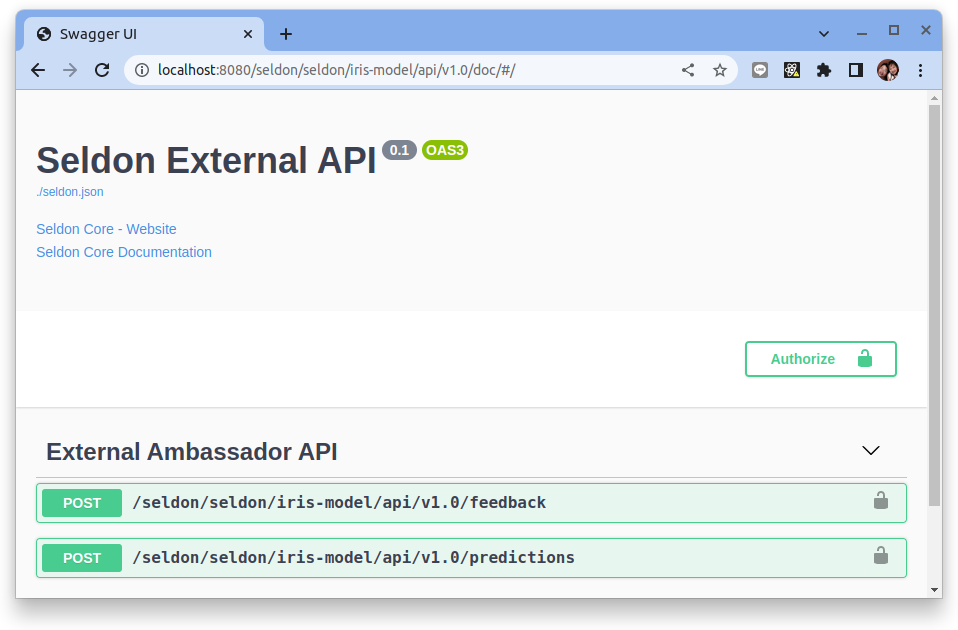 Swagger UI
localhost:8080/seldon/seldon/iris-model/api/v1.0/doc/#/
Seldon External API 0.1 OAS3
./seldon.json
Seldon Core - Website
Seldon Core Documentation
Authorize
External Ambassador API
POST /seldon/seldon/iris-model/api/v1.0/feedback
POST /seldon/seldon/iris-model/api/v1.0/predictions